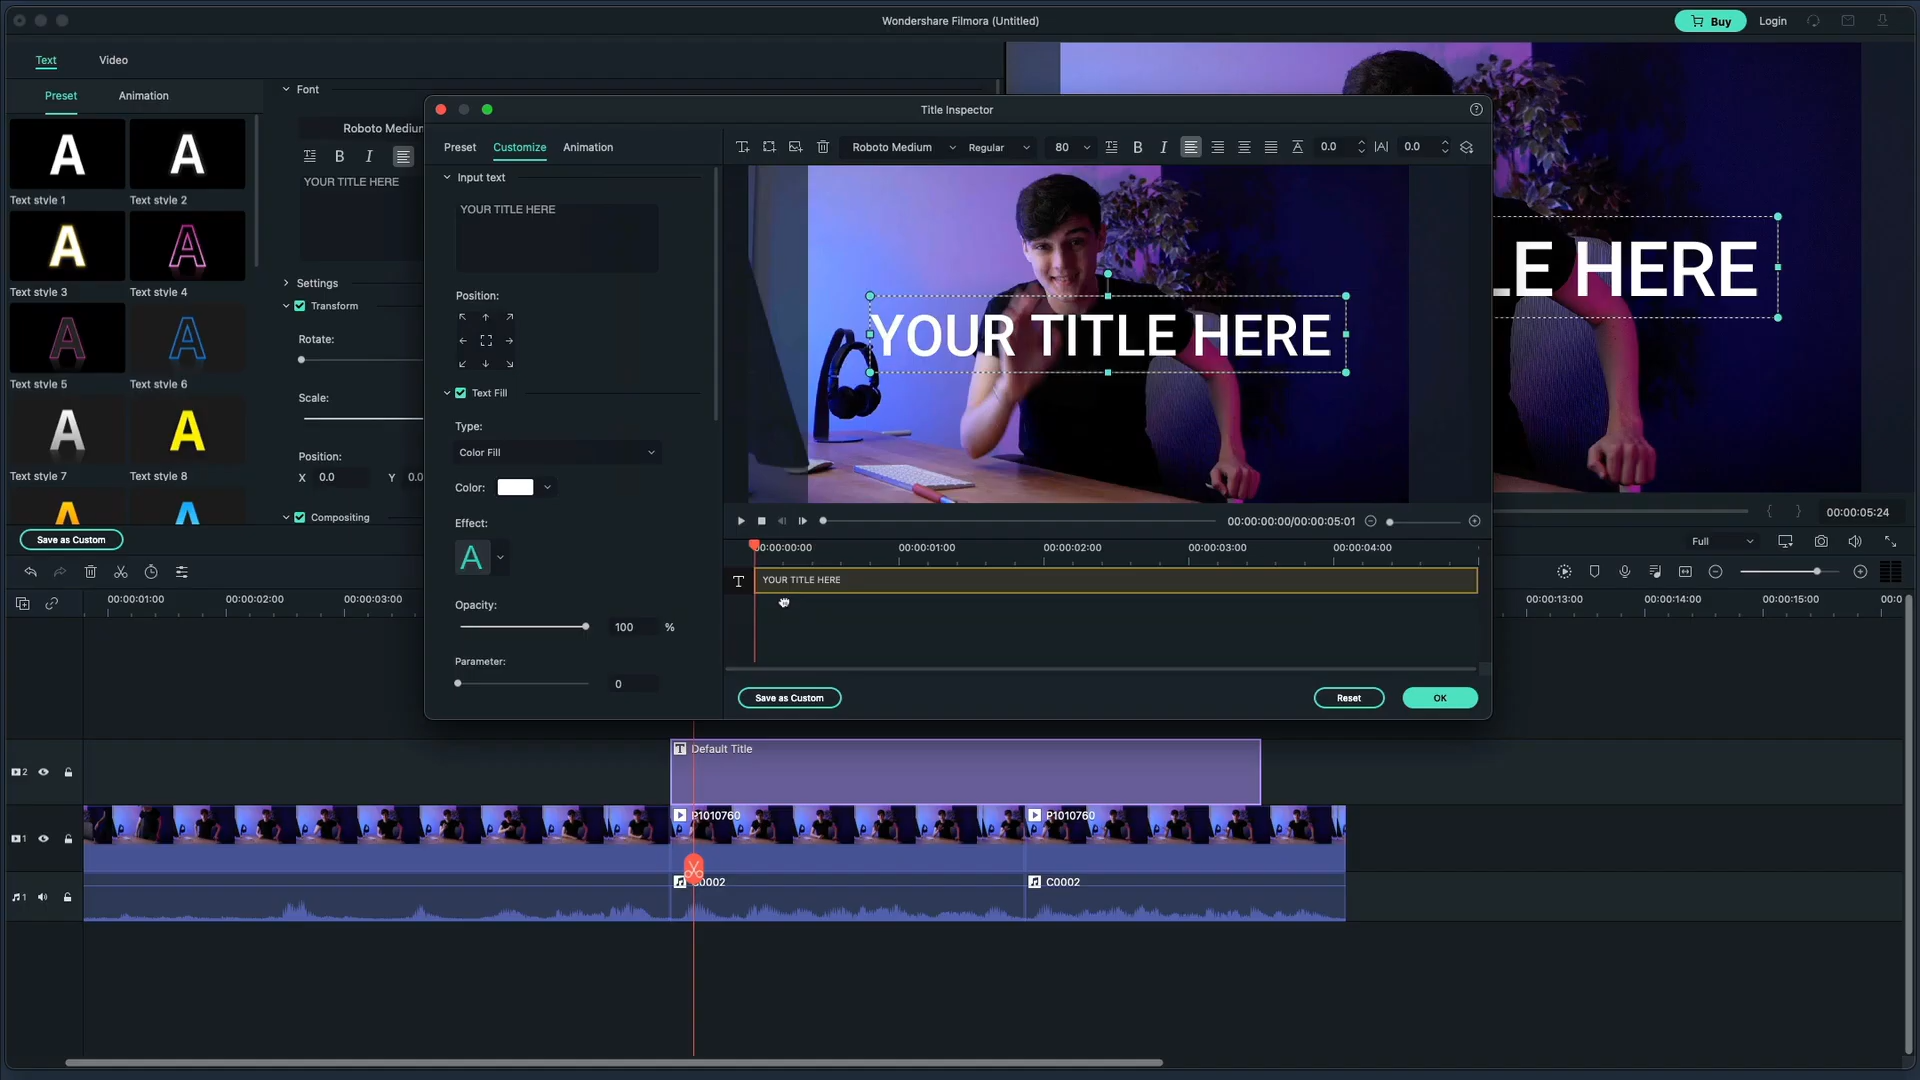 Wondershare Filmora (Untitled)
Buy
Login
Text
Video
Preset
Animation
Font
Roboto Medium
YOUR TITLE HERE
Text style 1
Text style 2
Text style 3
Text style 4
Text style 5
Text style 6
Text style 7
Text style 8
Settings
Transform
Rotate:
Scale:
Position:
X 0.0 Y 0.0
Compositing
Save as Custom
Title Inspector
Preset
Customize
Animation
Roboto Medium
Regular
80
B I
0.0
0.0
Input text
YOUR TITLE HERE
Position:
Text Fill
Type:
Color Fill
Color:
Effect:
Opacity:
100 %
Parameter:
0
YOUR TITLE HERE
00:00:00:00/00:00:05:01
00:00:00:00
00:00:01:00
00:00:02:00
00:00:03:00
00:00:04:00
YOUR TITLE HERE
Save as Custom
Reset
OK
LE HERE
00:00:05:24
Full
00:00:01:00
00:00:02:00
00:00:03:00
00:00:13:00
00:00:14:00
00:00:15:00
Default Title
2
P1010760
P1010760
1
C0002
C0002
1